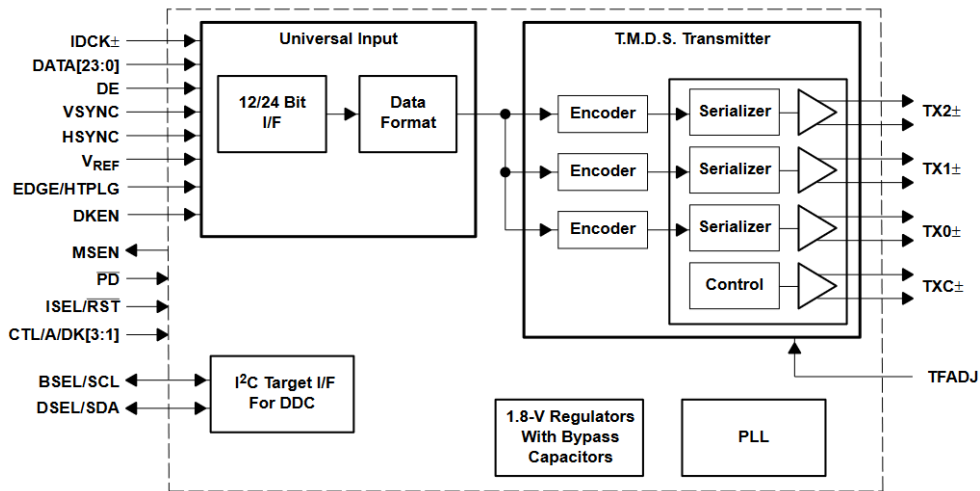 Universal Input
T.M.D.S. Transmitter
IDCK±
DATA[23:0]
DE
VSYNC
HSYNC
VREF
EDGE/HTPLG
DKEN
MSEN
PD
ISEL/RST
CTL/A/DK[3:1]
BSEL/SCL
DSEL/SDA
12/24 Bit
I/F
Data
Format
Encoder
Serializer
TX2±
Encoder
Serializer
TX1±
Encoder
Serializer
TX0±
Control
TXC±
TFADJ
I²C Target I/F
For DDC
1.8-V Regulators
With Bypass
Capacitors
PLL